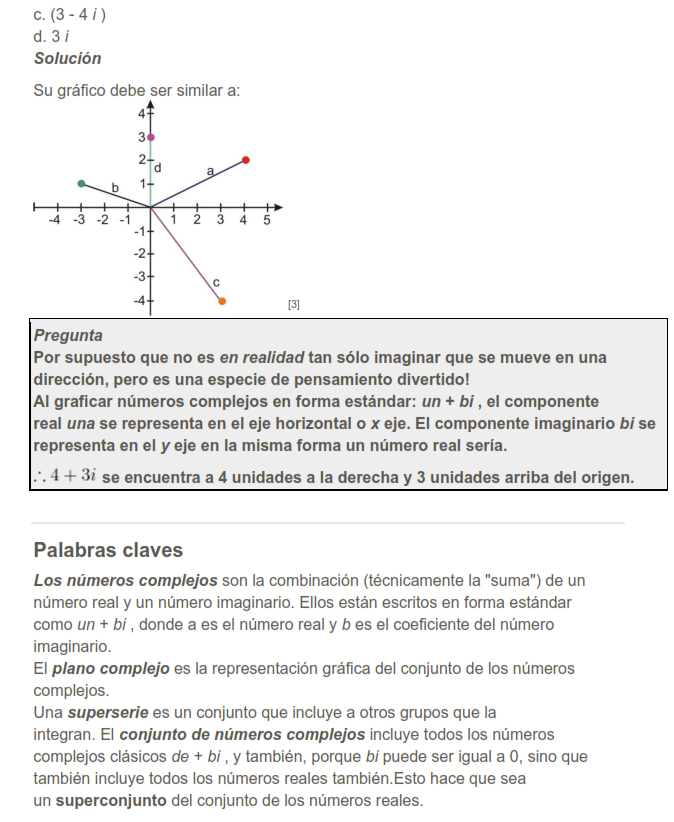 c. (3 - 4 i )
d. 3 i
Solución
Su gráfico debe ser similar a:
4
3
2
d
a
1
b
-4 -3 -2 -1 1 2 3 4 5
-1
-2
-3
c
-4
[3]
Pregunta
Por supuesto que no es en realidad tan sólo imaginar que se mueve en una
dirección, pero es una especie de pensamiento divertido!
Al graficar números complejos en forma estándar: un + bi , el componente
real una se representa en el eje horizontal o x eje. El componente imaginario bi se
representa en el y eje en la misma forma un número real sería.
∴ 4 + 3i se encuentra a 4 unidades a la derecha y 3 unidades arriba del origen.
Palabras claves
Los números complejos son la combinación (técnicamente la "suma") de un
número real y un número imaginario. Ellos están escritos en forma estándar
como un + bi , donde a es el número real y b es el coeficiente del número
imaginario.
El plano complejo es la representación gráfica del conjunto de los números
complejos.
Una superserie es un conjunto que incluye a otros grupos que la
integran. El conjunto de números complejos incluye todos los números
complejos clásicos de + bi , y también, porque bi puede ser igual a 0, sino que
también incluye todos los números reales también.Esto hace que sea
un superconjunto del conjunto de los números reales.